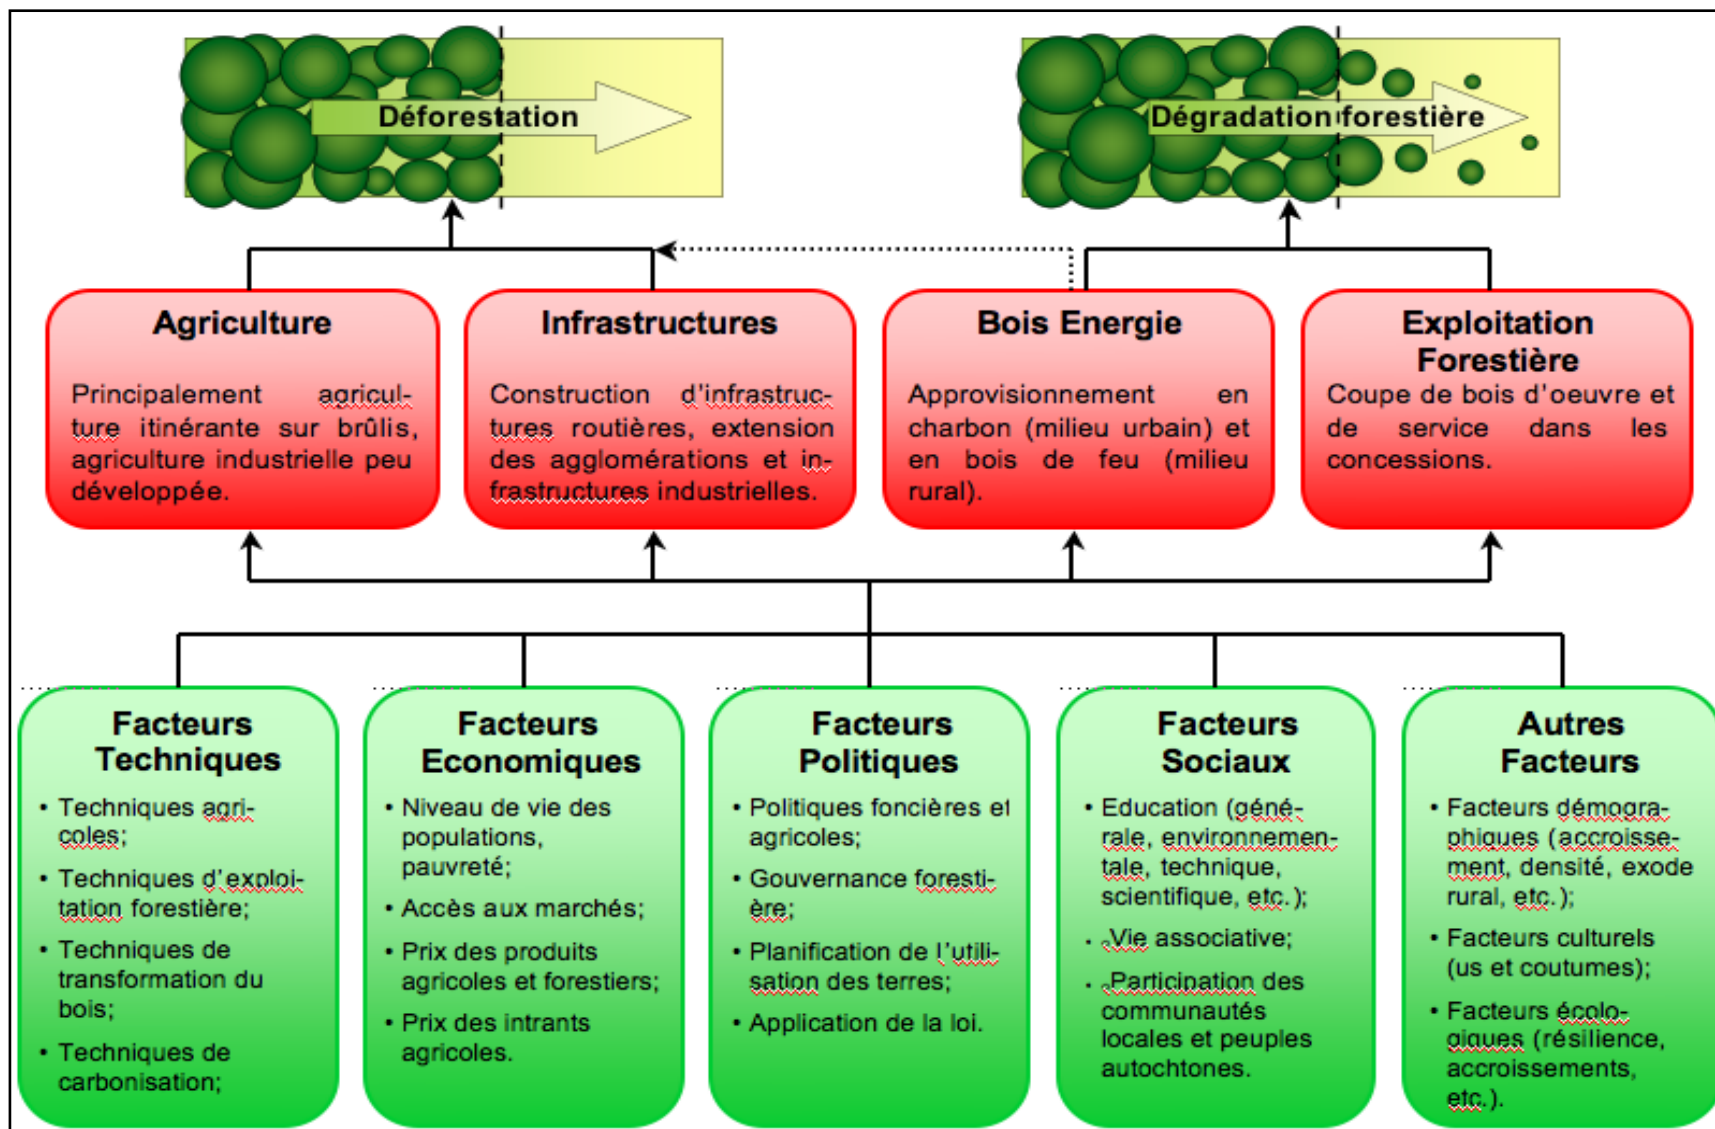 Déforestation
Dégradation forestière
Agriculture
Principalement agricul-
ture itinérante sur brûlis,
agriculture industrielle peu
développée.
Infrastructures
Construction d'infrastruc-
tures routières, extension
des agglomérations et in-
frastructures industrielles.
Bois Energie
Approvisionnement en
charbon (milieu urbain) et
en bois de feu (milieu
rural).
Exploitation
Forestière
Coupe de bois d'oeuvre et
de service dans les
concessions.
Facteurs
Techniques
• Techniques agri-
coles;
• Techniques d'exploi-
tation forestière;
• Techniques de
transformation du
bois;
• Techniques de
carbonisation;
Facteurs
Economiques
• Niveau de vie des
populations,
pauvreté;
• Accès aux marchés;
• Prix des produits
agricoles et forestiers;
• Prix des intrants
agricoles.
Facteurs
Politiques
• Politiques foncières et
agricoles;
• Gouvernance foresti-
ère;
• Planification de l'utili-
sation des terres;
• Application de la loi.
Facteurs
Sociaux
• Education (géné-
rale, environnemen-
tale, technique,
scientifique, etc.);
• Vie associative;
• Participation des
communautés
locales et peuples
autochtones.
Autres
Facteurs
• Facteurs démogra-
phiques (accroisse-
ment, densité, exode
rural, etc.);
• Facteurs culturels
(us et coutumes);
• Facteurs écolo-
giques (résilience,
accroissements,
etc.).